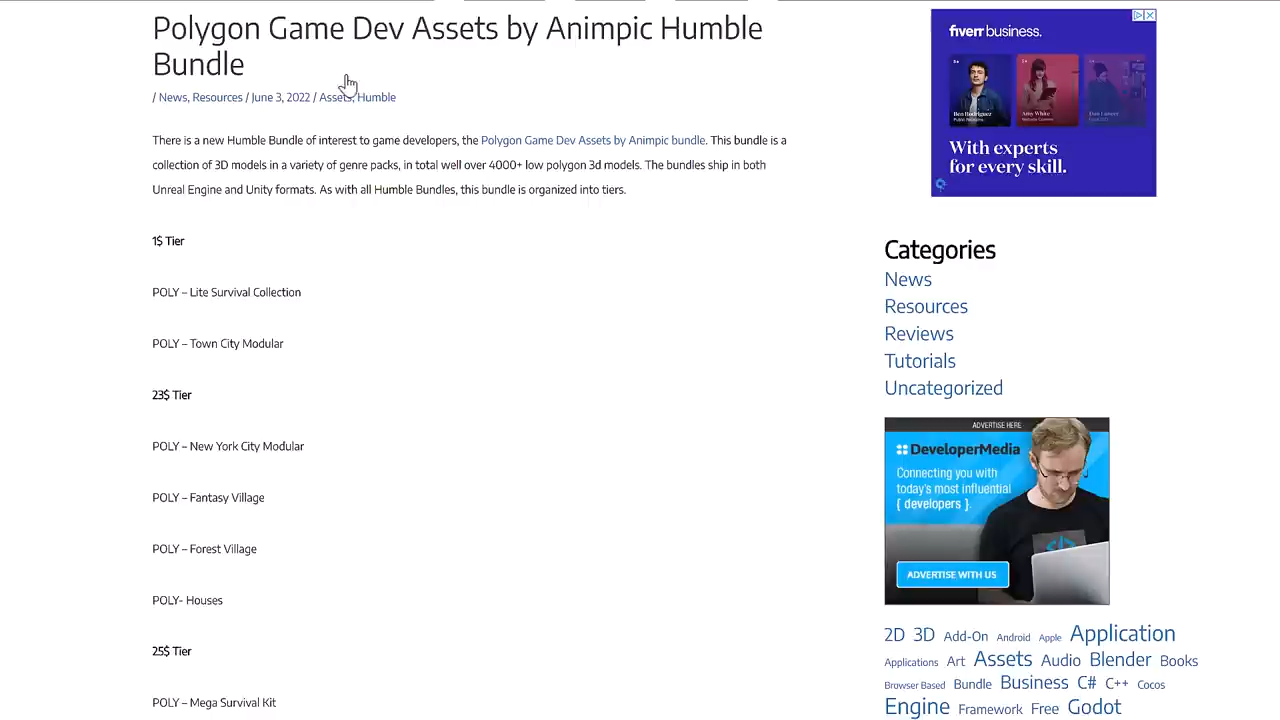 Polygon Game Dev Assets by Animpic Humble
Bundle
/ News, Resources / June 3, 2022 / Assets, Humble
There is a new Humble Bundle of interest to game developers, the Polygon Game Dev Assets by Animpic bundle. This bundle is a
collection of 3D models in a variety of genre packs, in total well over 4000+ low polygon 3d models. The bundles ship in both
Unreal Engine and Unity formats. As with all Humble Bundles, this bundle is organized into tiers.
1$ Tier
POLY – Lite Survival Collection
POLY – Town City Modular
23$ Tier
POLY – New York City Modular
POLY – Fantasy Village
POLY – Forest Village
POLY- Houses
25$ Tier
POLY – Mega Survival Kit
fiverr business.
Ben Rodriguez
Amy White
With experts
for every skill.
Categories
News
Resources
Reviews
Tutorials
Uncategorized
ADVERTISE HERE
DeveloperMedia
Connecting you with
today's most influential
{ developers }.
ADVERTISE WITH US
2D 3D Add-On Android Apple Application
Applications Art Assets Audio Blender Books
Browser Based Bundle Business C# C++ Cocos
Engine Framework Free Godot